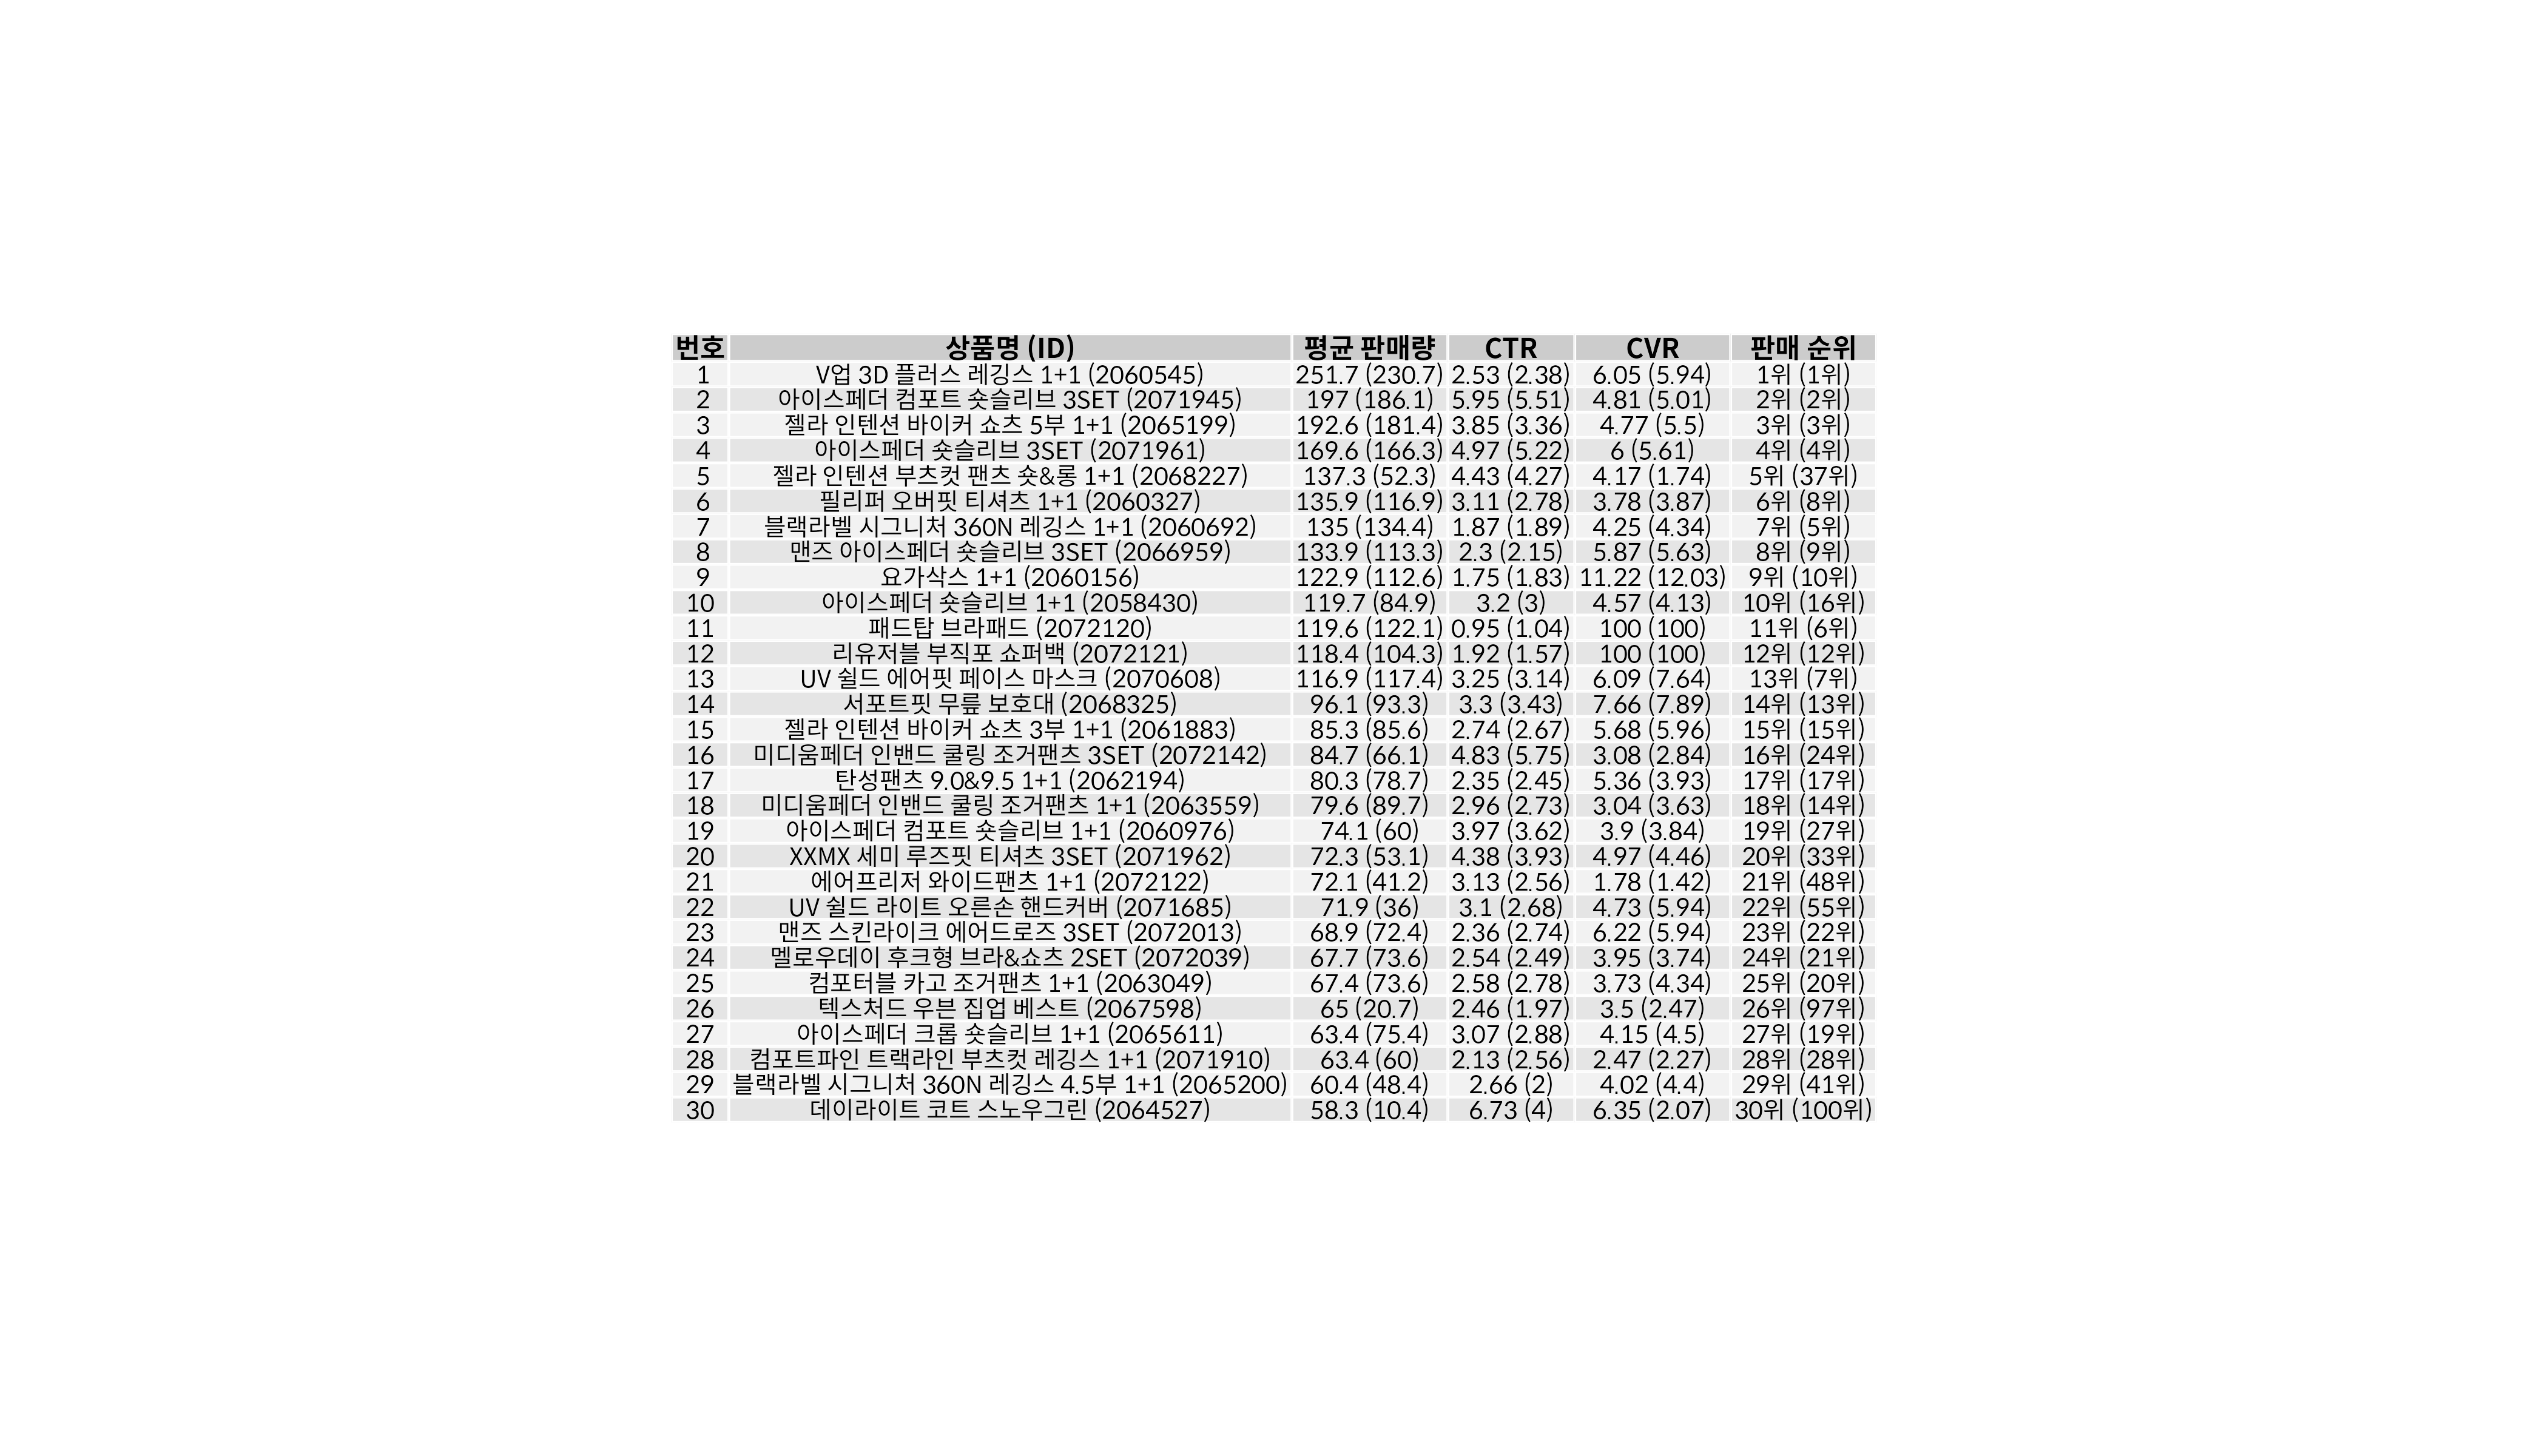 번호 상품명 (ID) 평균 판매량 CTR CVR 판매 순위
1 V업 3D 플러스 레깅스 1+1 (2060545) 251.7 (230.7) 2.53 (2.38) 6.05 (5.94) 1위 (1위)
2 아이스페더 컴포트 숏슬리브 3SET (2071945) 197 (186.1) 5.95 (5.51) 4.81 (5.01) 2위 (2위)
3 젤라 인텐션 바이커 쇼츠 5부 1+1 (2065199) 192.6 (181.4) 3.85 (3.36) 4.77 (5.5) 3위 (3위)
4 아이스페더 숏슬리브 3SET (2071961) 169.6 (166.3) 4.97 (5.22) 6 (5.61) 4위 (4위)
5 젤라 인텐션 부츠컷 팬츠 숏&롱 1+1 (2068227) 137.3 (52.3) 4.43 (4.27) 4.17 (1.74) 5위 (37위)
6 필리퍼 오버핏 티셔츠 1+1 (2060327) 135.9 (116.9) 3.11 (2.78) 3.78 (3.87) 6위 (8위)
7 블랙라벨 시그니처 360N 레깅스 1+1 (2060692) 135 (134.4) 1.87 (1.89) 4.25 (4.34) 7위 (5위)
8 맨즈 아이스페더 숏슬리브 3SET (2066959) 133.9 (113.3) 2.3 (2.15) 5.87 (5.63) 8위 (9위)
9 요가삭스 1+1 (2060156) 122.9 (112.6) 1.75 (1.83) 11.22 (12.03) 9위 (10위)
10 아이스페더 숏슬리브 1+1 (2058430) 119.7 (84.9) 3.2 (3) 4.57 (4.13) 10위 (16위)
11 패드탑 브라패드 (2072120) 119.6 (122.1) 0.95 (1.04) 100 (100) 11위 (6위)
12 리유저블 부직포 쇼퍼백 (2072121) 118.4 (104.3) 1.92 (1.57) 100 (100) 12위 (12위)
13 UV 쉴드 에어핏 페이스 마스크 (2070608) 116.9 (117.4) 3.25 (3.14) 6.09 (7.64) 13위 (7위)
14 서포트핏 무릎 보호대 (2068325) 96.1 (93.3) 3.3 (3.43) 7.66 (7.89) 14위 (13위)
15 젤라 인텐션 바이커 쇼츠 3부 1+1 (2061883) 85.3 (85.6) 2.74 (2.67) 5.68 (5.96) 15위 (15위)
16 미디움페더 인밴드 쿨링 조거팬츠 3SET (2072142) 84.7 (66.1) 4.83 (5.75) 3.08 (2.84) 16위 (24위)
17 탄성팬츠 9.0&9.5 1+1 (2062194) 80.3 (78.7) 2.35 (2.45) 5.36 (3.93) 17위 (17위)
18 미디움페더 인밴드 쿨링 조거팬츠 1+1 (2063559) 79.6 (89.7) 2.96 (2.73) 3.04 (3.63) 18위 (14위)
19 아이스페더 컴포트 숏슬리브 1+1 (2060976) 74.1 (60) 3.97 (3.62) 3.9 (3.84) 19위 (27위)
20 XXMX 세미 루즈핏 티셔츠 3SET (2071962) 72.3 (53.1) 4.38 (3.93) 4.97 (4.46) 20위 (33위)
21 에어프리저 와이드팬츠 1+1 (2072122) 72.1 (41.2) 3.13 (2.56) 1.78 (1.42) 21위 (48위)
22 UV 쉴드 라이트 오른손 핸드커버 (2071685) 71.9 (36) 3.1 (2.68) 4.73 (5.94) 22위 (55위)
23 맨즈 스킨라이크 에어드로즈 3SET (2072013) 68.9 (72.4) 2.36 (2.74) 6.22 (5.94) 23위 (22위)
24 멜로우데이 후크형 브라&쇼츠 2SET (2072039) 67.7 (73.6) 2.54 (2.49) 3.95 (3.74) 24위 (21위)
25 컴포터블 카고 조거팬츠 1+1 (2063049) 67.4 (73.6) 2.58 (2.78) 3.73 (4.34) 25위 (20위)
26 텍스처드 우븐 집업 베스트 (2067598) 65 (20.7) 2.46 (1.97) 3.5 (2.47) 26위 (97위)
27 아이스페더 크롭 숏슬리브 1+1 (2065611) 63.4 (75.4) 3.07 (2.88) 4.15 (4.5) 27위 (19위)
28 컴포트파인 트랙라인 부츠컷 레깅스 1+1 (2071910) 63.4 (60) 2.13 (2.56) 2.47 (2.27) 28위 (28위)
29 블랙라벨 시그니처 360N 레깅스 4.5부 1+1 (2065200) 60.4 (48.4) 2.66 (2) 4.02 (4.4) 29위 (41위)
30 데이라이트 코트 스노우그린 (2064527) 58.3 (10.4) 6.73 (4) 6.35 (2.07) 30위 (100위)